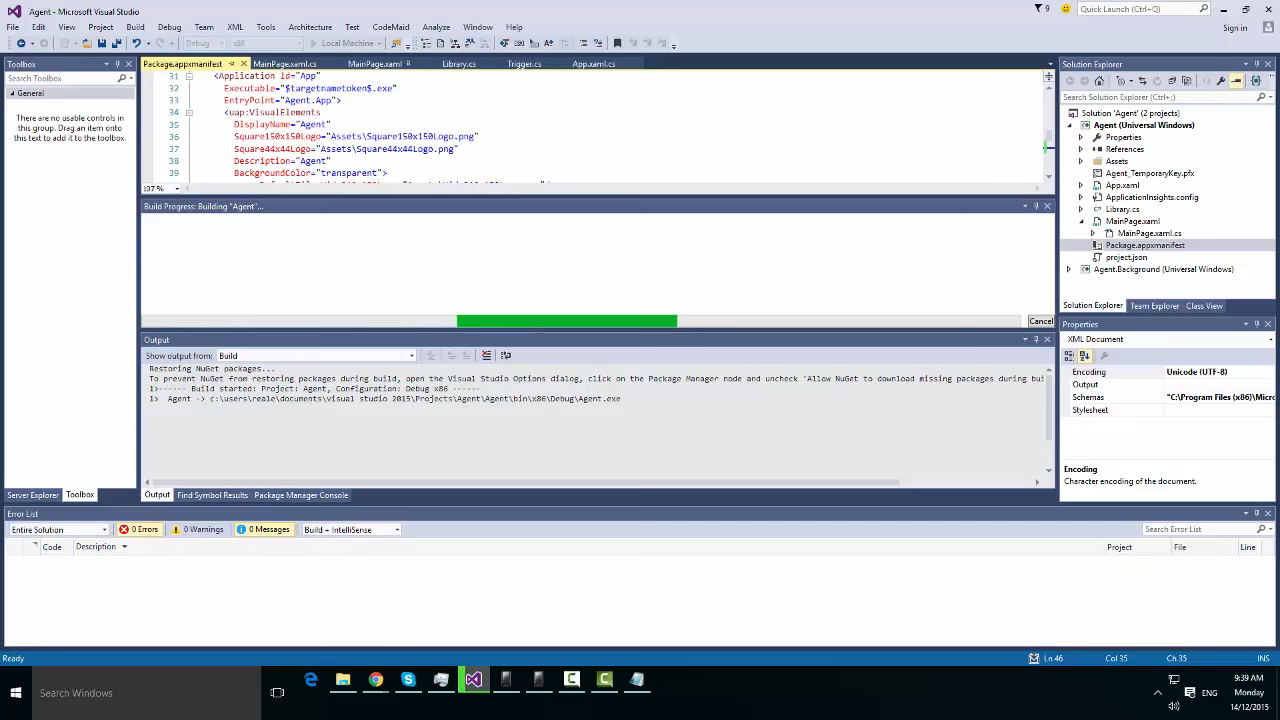 Agent - Microsoft Visual Studio
9
Quick Launch (Ctrl+Q)
File Edit View Project Build Debug Team XML Tools Architecture Test CodeMaid Analyze Window Help
Sign in
Debug x86 Local Machine
Toolbox
Package.appxmanifest MainPage.xaml.cs MainPage.xaml Library.cs Trigger.cs App.xaml.cs
Solution Explorer
Search Toolbox
General
There are no usable controls in
this group. Drag an item onto
this text to add it to the toolbox.
31 <Application Id="App"
32 Executable="$targetnametoken$.exe"
33 EntryPoint="Agent.App">
34 <uap:VisualElements
35 DisplayName="Agent"
36 Square150x150Logo="Assets\Square150x150Logo.png"
37 Square44x44Logo="Assets\Square44x44Logo.png"
38 Description="Agent"
39 BackgroundColor="transparent">
107 %
Search Solution Explorer (Ctrl+;)
Solution 'Agent' (2 projects)
Agent (Universal Windows)
Properties
References
Assets
Agent_TemporaryKey.pfx
App.xaml
ApplicationInsights.config
Library.cs
MainPage.xaml
MainPage.xaml.cs
Package.appxmanifest
project.json
Agent.Background (Universal Windows)
Solution Explorer Team Explorer Class View
Build Progress: Building "Agent"...
Cancel
Output
Show output from: Build
Restoring NuGet packages...
To prevent NuGet from restoring packages during build, open the Visual Studio Options dialog, click on the Package Manager node and uncheck 'Allow NuGet to download missing packages during bui
1>------ Build started: Project: Agent, Configuration: Debug x86 ------
1> Agent -> c:\users\reale\documents\visual studio 2015\Projects\Agent\Agent\bin\x86\Debug\Agent.exe
Properties
XML Document
Encoding Unicode (UTF-8)
Output
Schemas "C:\Program Files (x86)\Micro
Stylesheet
Encoding
Character encoding of the document.
Server Explorer Toolbox
Output Find Symbol Results Package Manager Console
Error List
Entire Solution 0 Errors 0 Warnings 0 Messages Build + IntelliSense
Search Error List
Code Description Project File Line
Ready
Ln 46 Col 35 Ch 35 INS
Search Windows
ENG
9:39 AM
Monday
14/12/2015